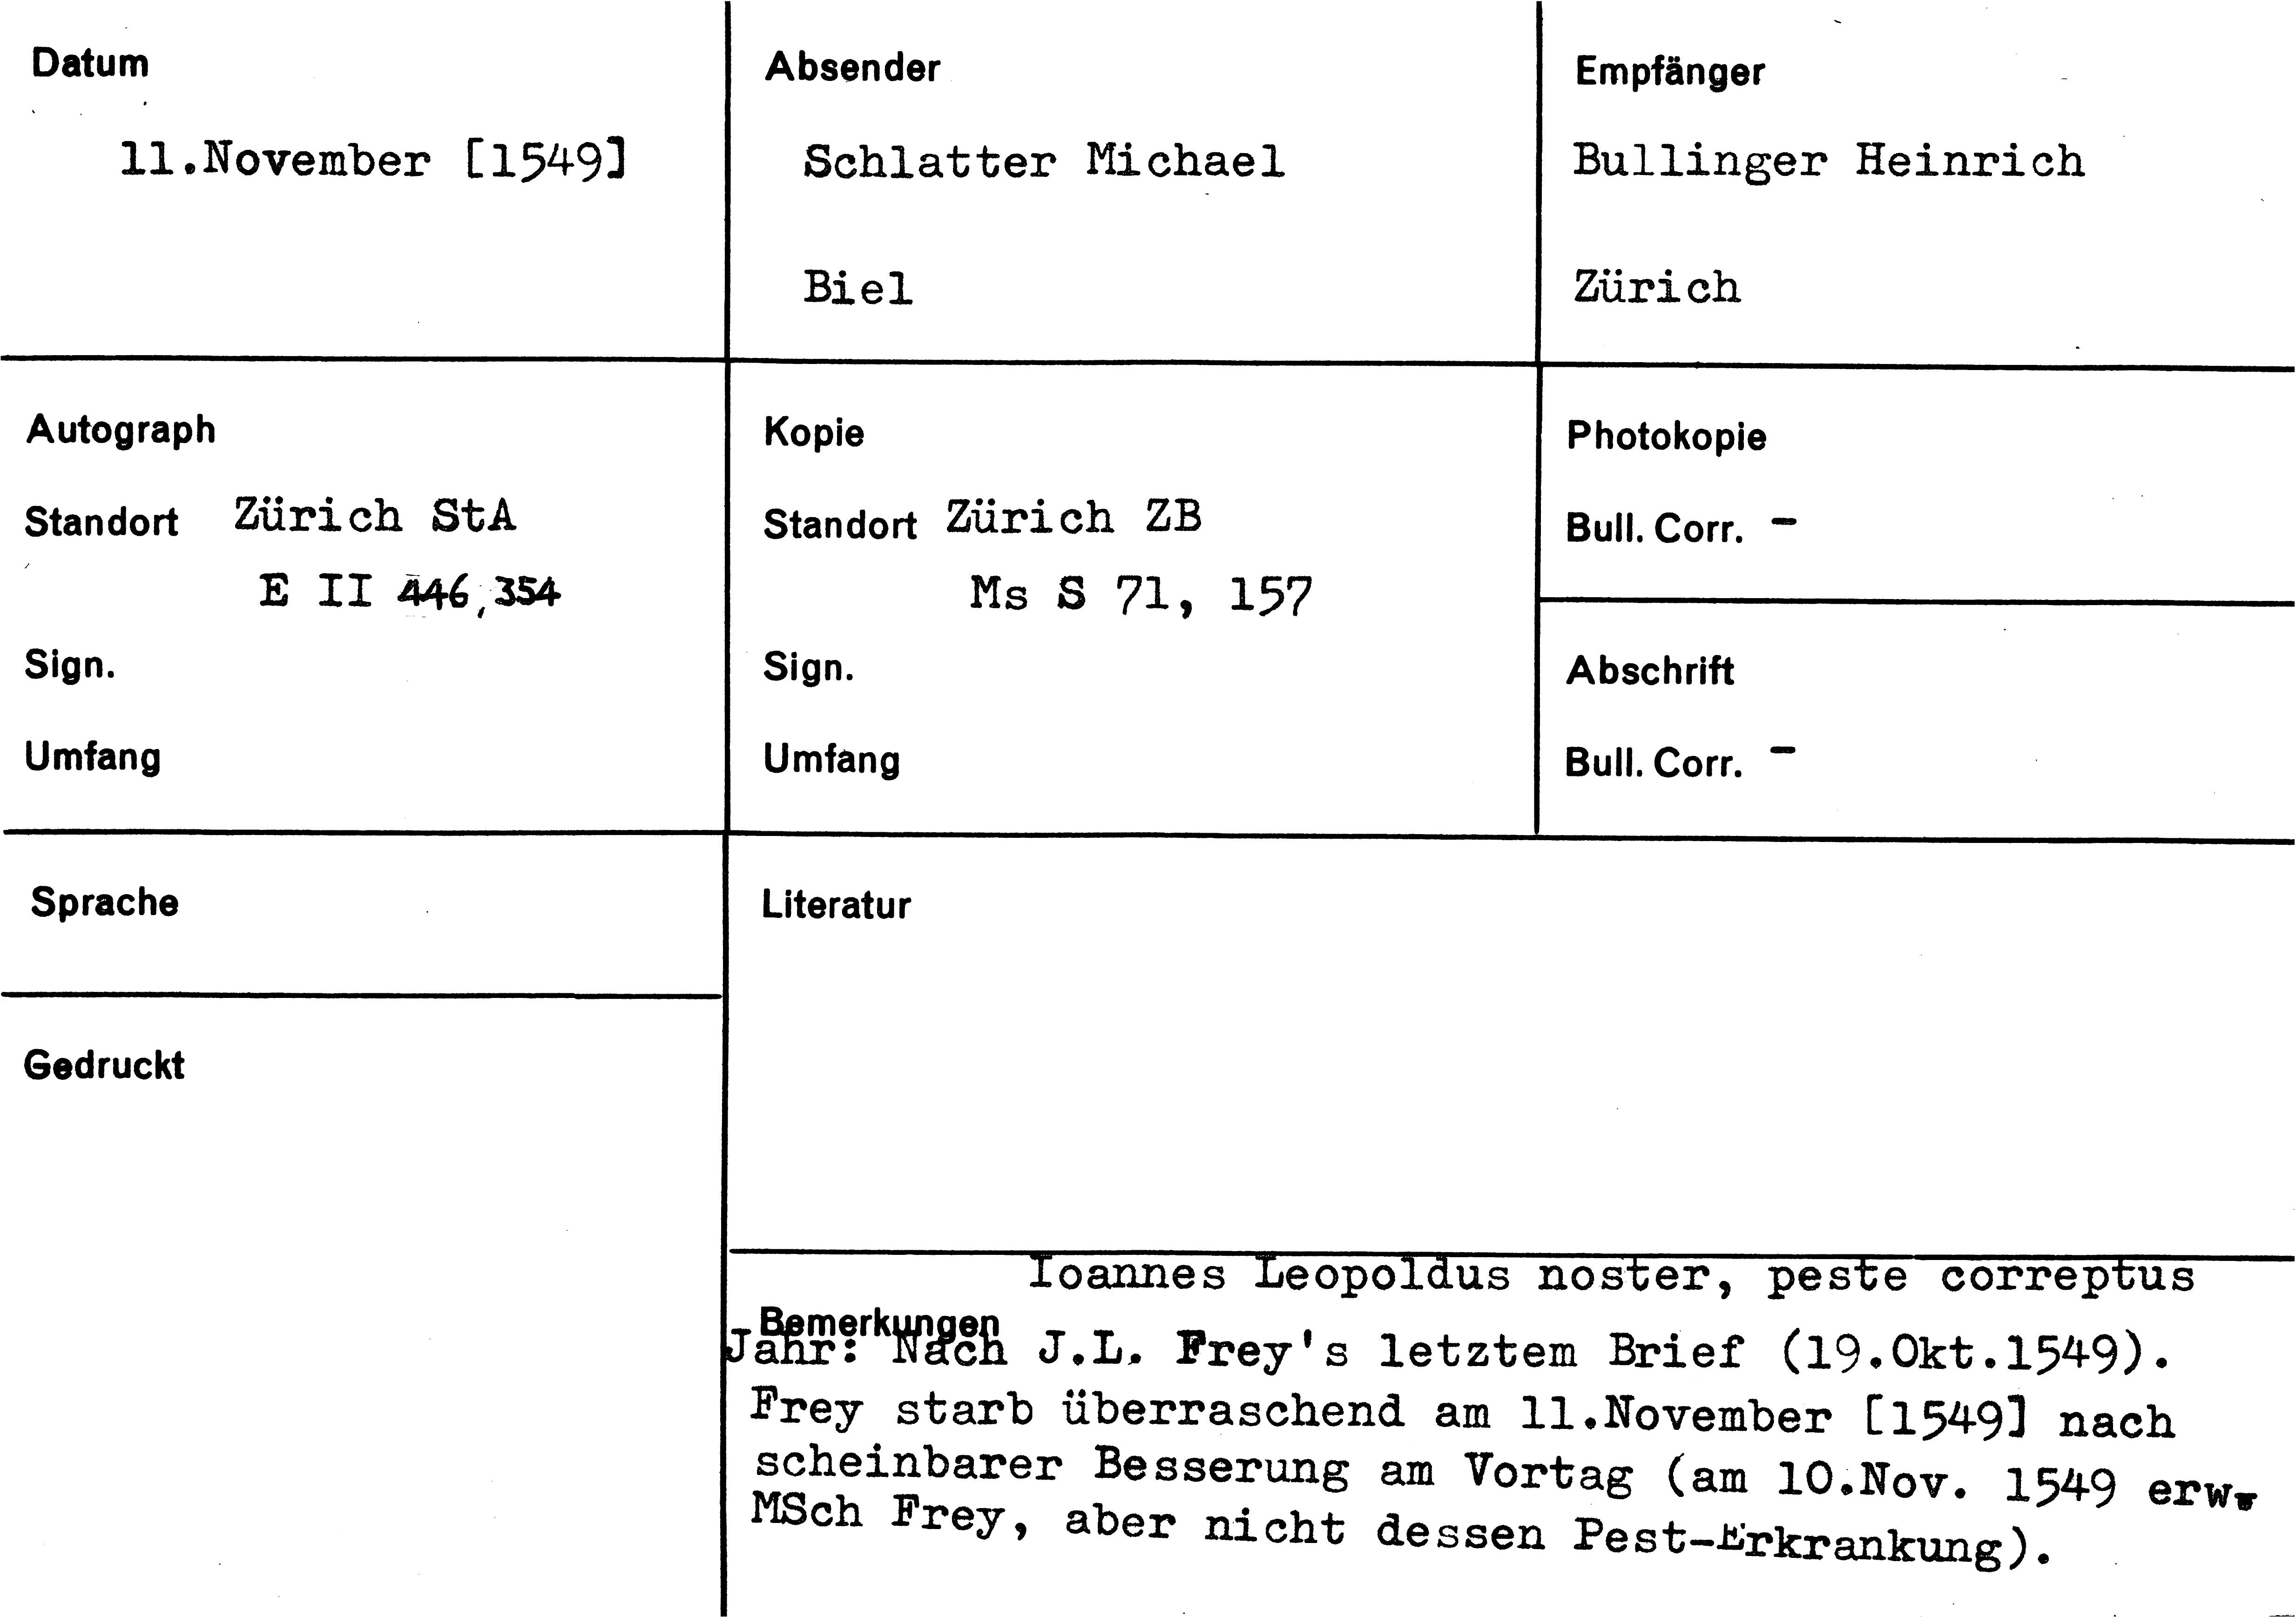 Datum
11.November [1549]
Absender
Schlatter Michael
Biel
Empfänger
Bullinger Heinrich
Zürich
Autograph
Standort Zürich StA
E II 446, 354
Sign.
Umfang
Kopie
Standort Zürich ZB
Ms S 71, 157
Sign.
Umfang
Photokopie
Bull. Corr. -
Abschrift
Bull. Corr. -
Sprache
Gedruckt
Literatur
Ioannes Leopoldus noster, peste correptus
Bemerkungen
Jahr: Nach J.L. Frey's letztem Brief (19.Okt.1549).
Frey starb überraschend am 11.November [1549] nach
scheinbarer Besserung am Vortag (am 10.Nov. 1549 erw.
MSch Frey, aber nicht dessen Pest-Erkrankung).